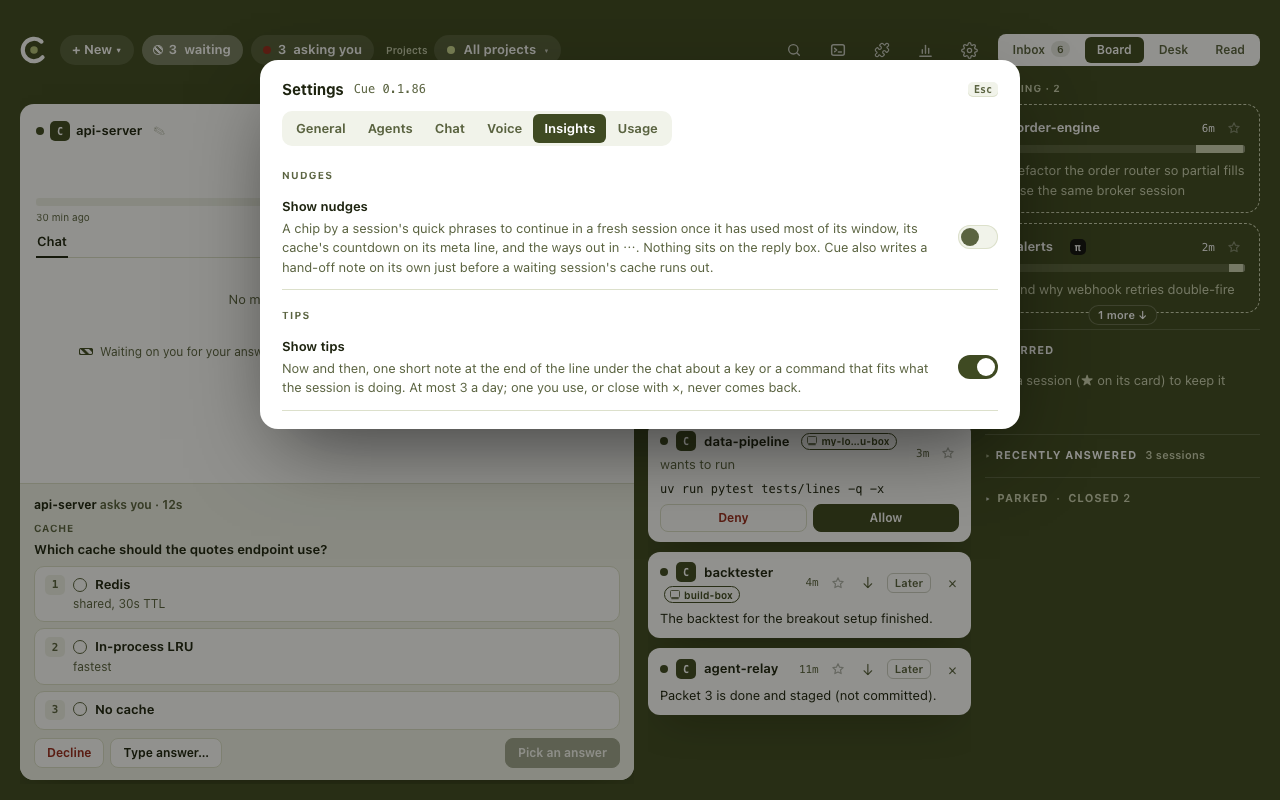 + New ▾
3 waiting
3 asking you
Projects
All projects
Inbox 6
Board
Desk
Read
Settings Cue 0.1.86
Esc
General
Agents
Chat
Voice
Insights
Usage
NUDGES
Show nudges
A chip by a session's quick phrases to continue in a fresh session once it has used most of its window, its
cache's countdown on its meta line, and the ways out in ···. Nothing sits on the reply box. Cue also writes a
hand-off note on its own just before a waiting session's cache runs out.
TIPS
Show tips
Now and then, one short note at the end of the line under the chat about a key or a command that fits what
the session is doing. At most 3 a day; one you use, or close with ×, never comes back.
C api-server
30 min ago
Chat
No m
Waiting on you for your answ
api-server asks you · 12s
CACHE
Which cache should the quotes endpoint use?
1 Redis
shared, 30s TTL
2 In-process LRU
fastest
3 No cache
Decline
Type answer...
Pick an answer
C data-pipeline
my-lo...u-box
3m
wants to run
uv run pytest tests/lines -q -x
Deny
Allow
C backtester
4m
Later
×
build-box
The backtest for the breakout setup finished.
C agent-relay
11m
Later
×
Packet 3 is done and staged (not committed).
ING · 2
order-engine
6m
efactor the order router so partial fills
se the same broker session
alerts
π
2m
nd why webhook retries double-fire
1 more ↓
RRED
session (★ on its card) to keep it
RECENTLY ANSWERED 3 sessions
PARKED · CLOSED 2